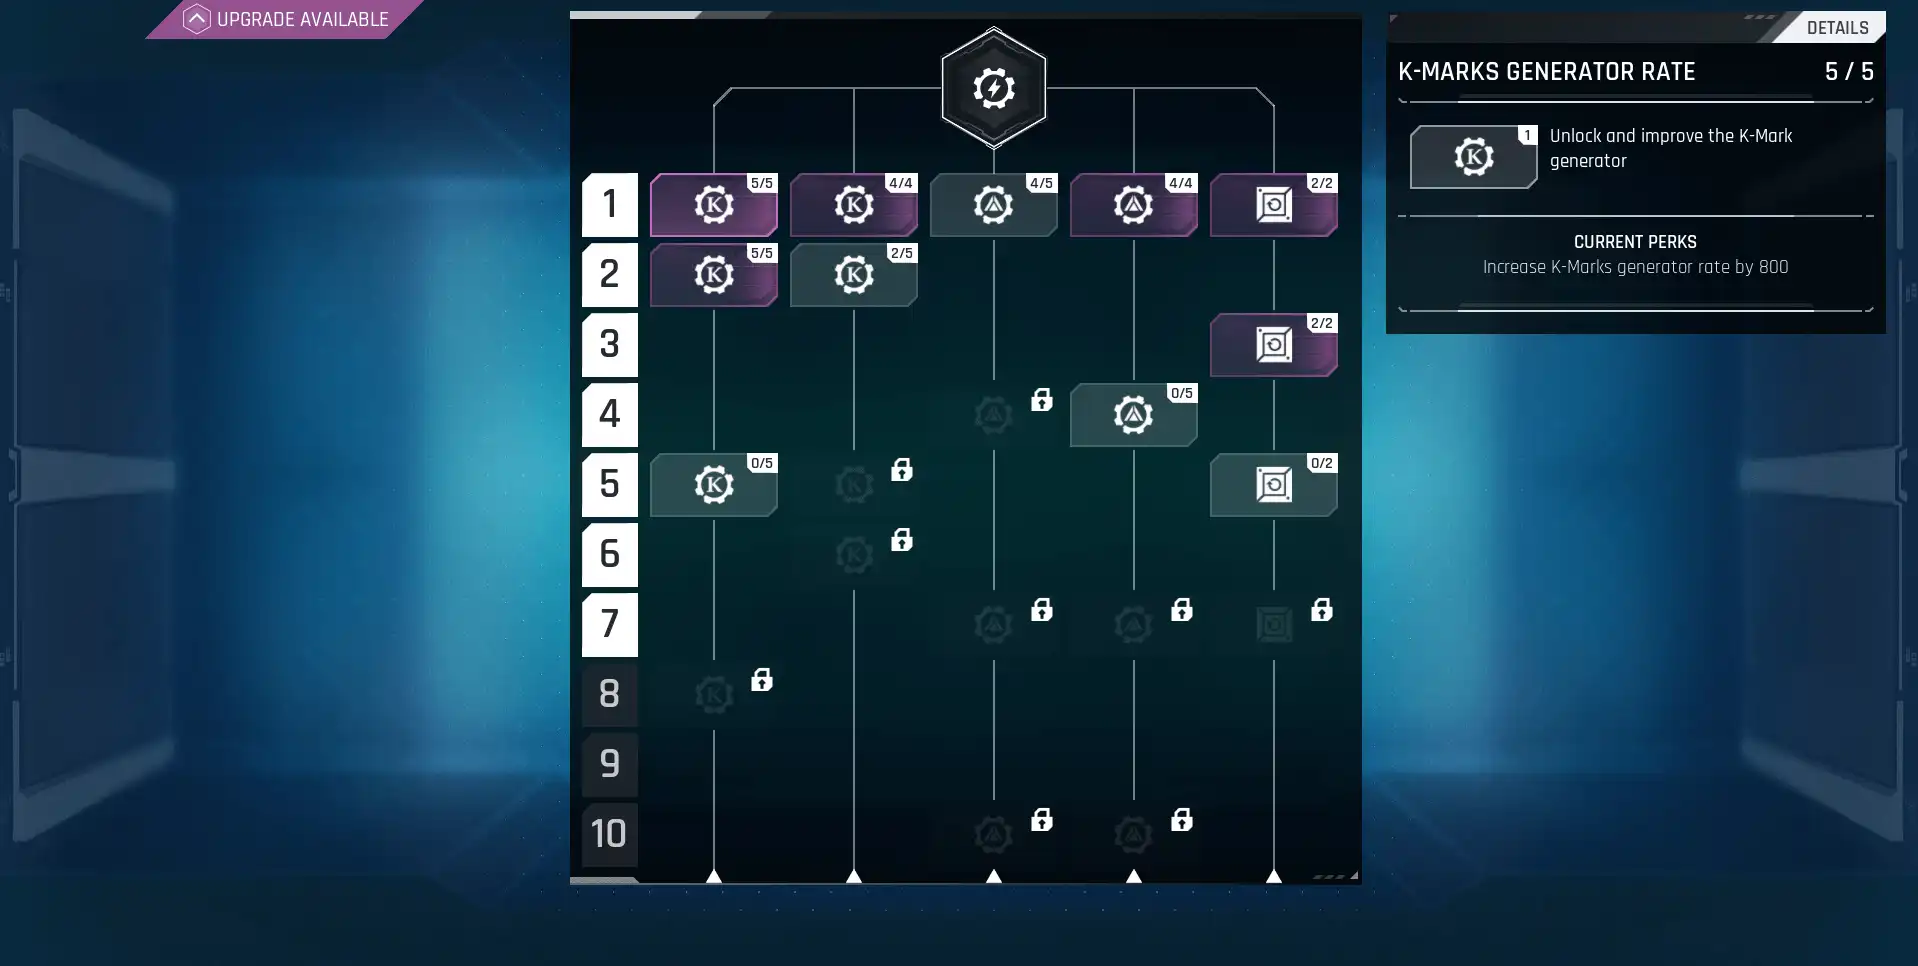 UPGRADE AVAILABLE
DETAILS
K-MARKS GENERATOR RATE 5 / 5
1
Unlock and improve the K-Mark
generator
CURRENT PERKS
Increase K-Marks generator rate by 800
1 K 5/5 K 4/4 4/5 4/4 2/2
2 K 5/5 K 2/5
3 2/2
4 0/5
5 K 0/5 K 0/2
6 K
7
8 K
9
10
K